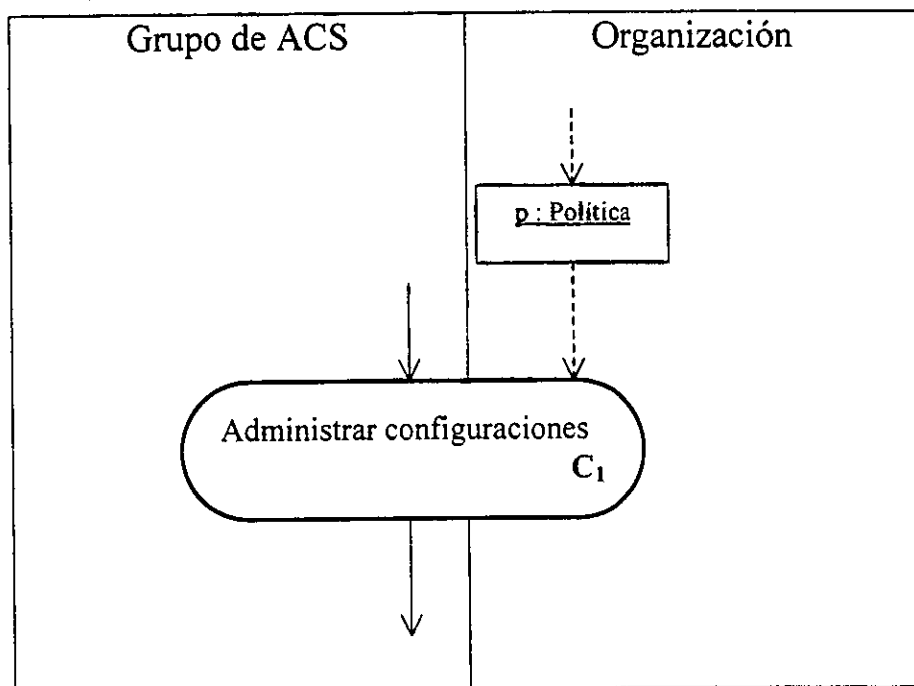 Grupo de ACS
Organización
p : Política
Administrar configuraciones
C₁